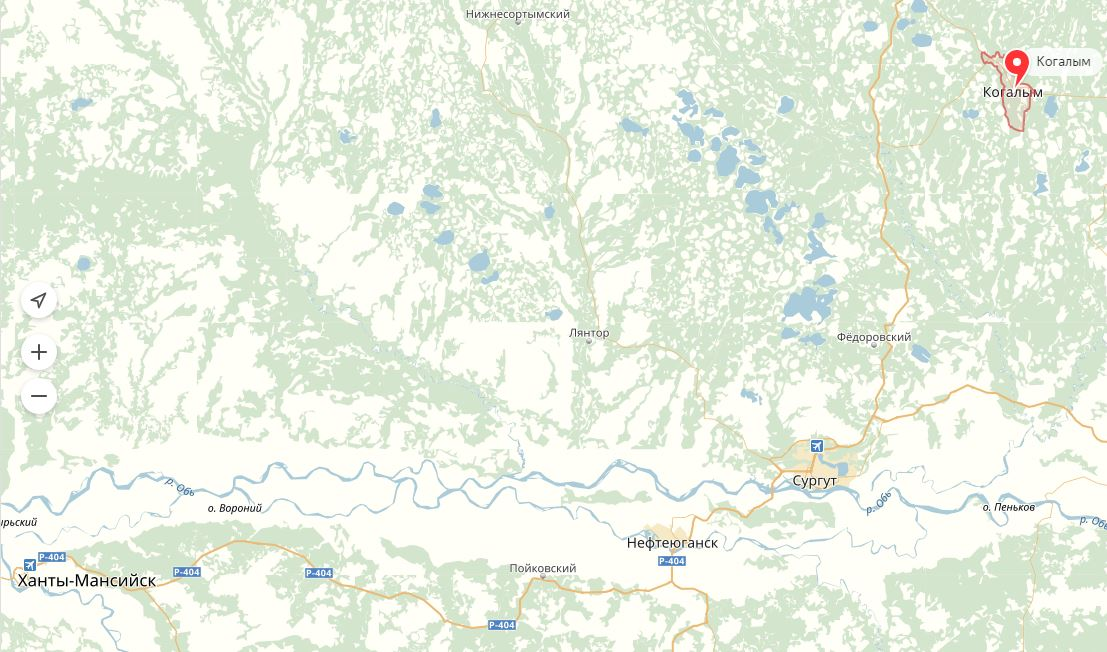 Нижнесортымский
Когалым
Когалым
Лянтор
Фёдоровский
Сургут
р. Обь
р. Обь
о. Вороний
о. Пеньков
р. Обь
ырьский
Нефтеюганск
Р-404
Р-404
Пойковский
Р-404
Р-404
Ханты-Мансийск
Р-404